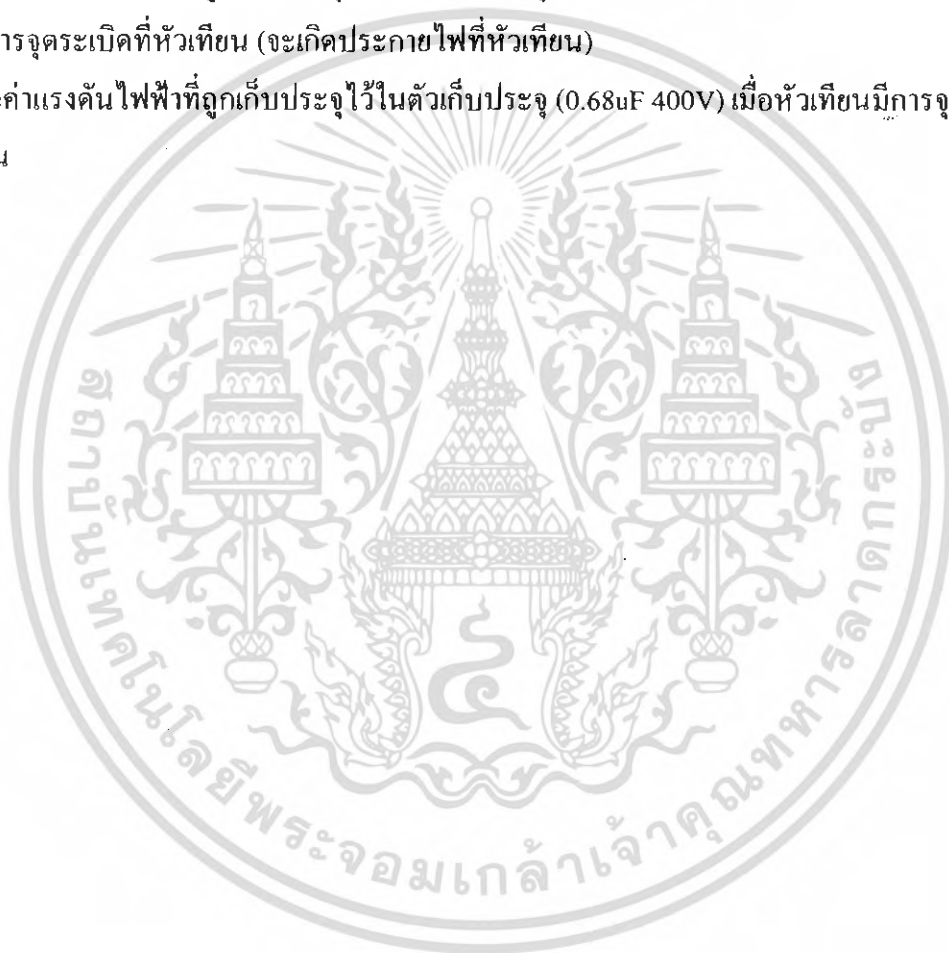 ารจุดระเบิดที่หัวเทียน (จะเกิดประกายไฟที่หัวเทียน)
ะค่าแรงดันไฟฟ้าที่ถูกเก็บประจุไว้ในตัวเก็บประจุ (0.68uF 400V) เมื่อหัวเทียนมีการจุ
น
สถาบันเทคโนโลยีพระจอมเกล้าเจ้าคุณทหารลาดกระบัง